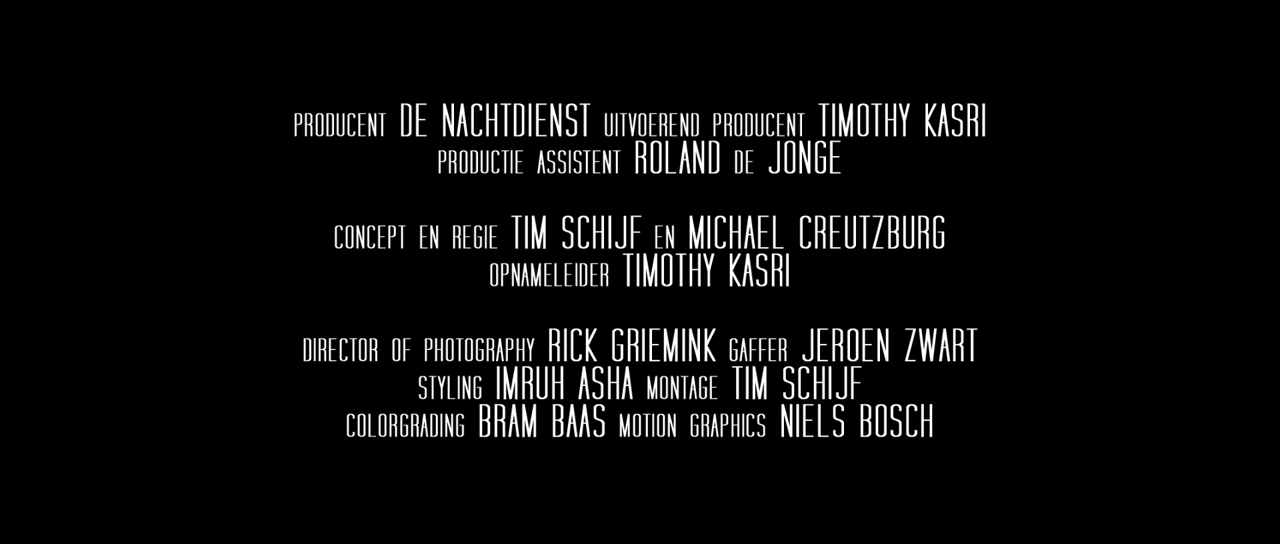 PRODUCENT DE NACHTDIENST UITVOEREND PRODUCENT TIMOTHY KASRI
PRODUCTIE ASSISTENT ROLAND DE JONGE
CONCEPT EN REGIE TIM SCHIJF EN MICHAEL CREUTZBURG
OPNAMELEIDER TIMOTHY KASRI
DIRECTOR OF PHOTOGRAPHY RICK GRIEMINK GAFFER JEROEN ZWART
STYLING IMRUH ASHA MONTAGE TIM SCHIJF
COLORGRADING BRAM BAAS MOTION GRAPHICS NIELS BOSCH